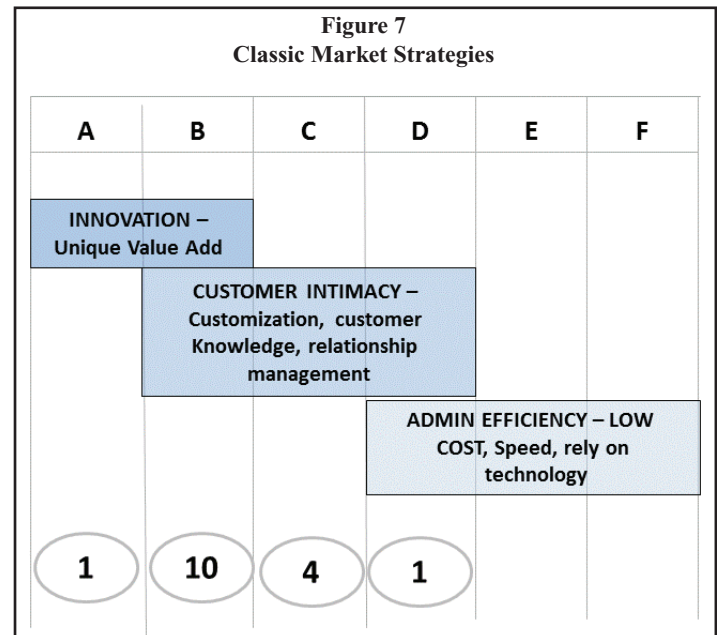 Figure 7
Classic Market Strategies
A B C D E F
INNOVATION –
Unique Value Add
CUSTOMER INTIMACY –
Customization, customer
Knowledge, relationship
management
ADMIN EFFICIENCY – LOW
COST, Speed, rely on
technology
1 10 4 1